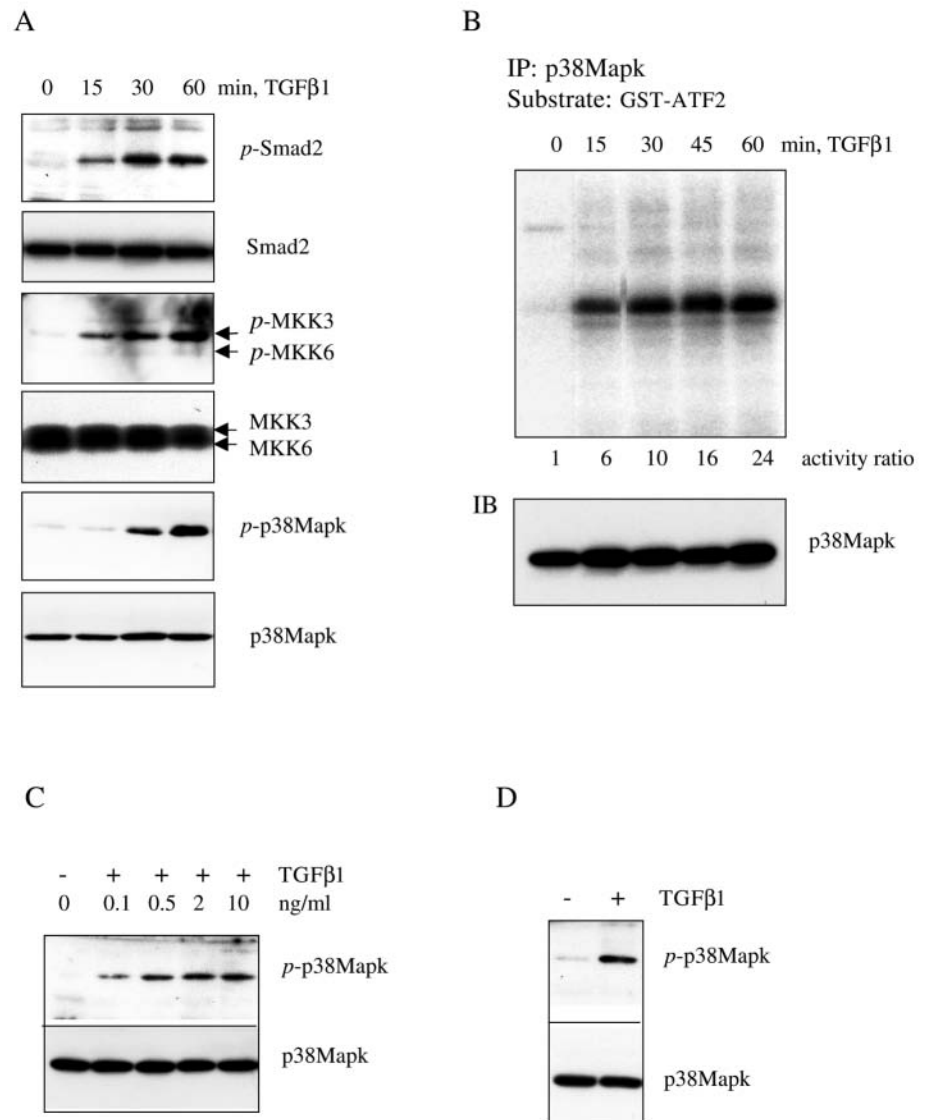 A
0 15 30 60 min, TGFβ1
p-Smad2
Smad2
p-MKK3
p-MKK6
MKK3
MKK6
p-p38Mapk
p38Mapk
B
IP: p38Mapk
Substrate: GST-ATF2
0 15 30 45 60 min, TGFβ1
1 6 10 16 24 activity ratio
IB
p38Mapk
C
- + + + + TGFβ1
0 0.1 0.5 2 10 ng/ml
p-p38Mapk
p38Mapk
D
- + TGFβ1
p-p38Mapk
p38Mapk